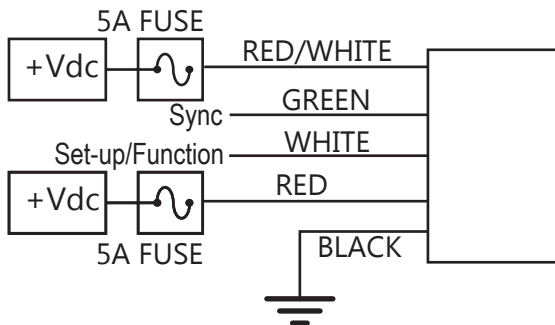 5A FUSE
+Vdc
RED/WHITE
Sync
GREEN
Set-up/Function
WHITE
+Vdc
RED
5A FUSE
BLACK